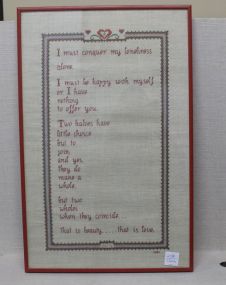 I must conquer my loneliness
alone.
I must be happy with myself
or I have
nothing
to offer you.
Two halves have
little choice
but to
join,
and yes,
they do
make a
whole.
but two
wholes
when they coincide...
that is beauty.....that is love.